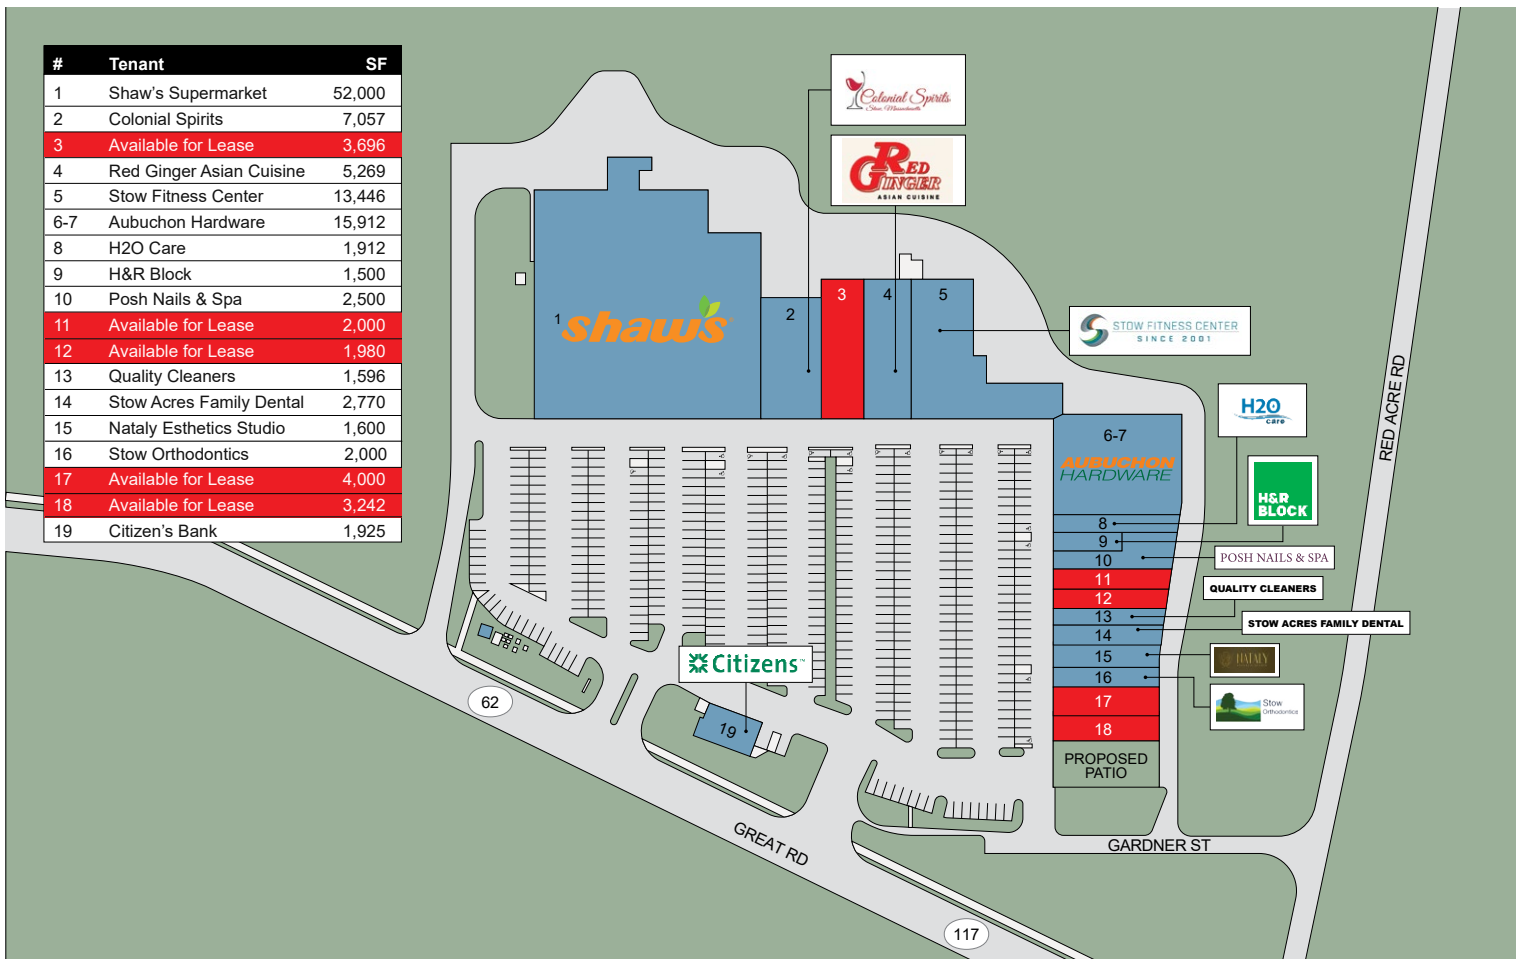 # Tenant SF
1 Shaw's Supermarket 52,000
2 Colonial Spirits 7,057
3 Available for Lease 3,696
4 Red Ginger Asian Cuisine 5,269
5 Stow Fitness Center 13,446
6-7 Aubuchon Hardware 15,912
8 H2O Care 1,912
9 H&R Block 1,500
10 Posh Nails & Spa 2,500
11 Available for Lease 2,000
12 Available for Lease 1,980
13 Quality Cleaners 1,596
14 Stow Acres Family Dental 2,770
15 Nataly Esthetics Studio 1,600
16 Stow Orthodontics 2,000
17 Available for Lease 4,000
18 Available for Lease 3,242
19 Citizen's Bank 1,925
Colonial Spirits
Stow, Massachusetts
RED
GINGER
ASIAN CUISINE
1
shaw's
2
3
4
5
STOW FITNESS CENTER
SINCE 2001
H2O
care
6-7
AUBUCHON
HARDWARE
H&R
BLOCK
8
9
10
POSH NAILS & SPA
11
12
QUALITY CLEANERS
13
STOW ACRES FAMILY DENTAL
14
15
NATALY
16
Stow
Orthodontics
17
18
PROPOSED
PATIO
Citizens
19
62
GREAT RD
117
GARDNER ST
RED ACRE RD